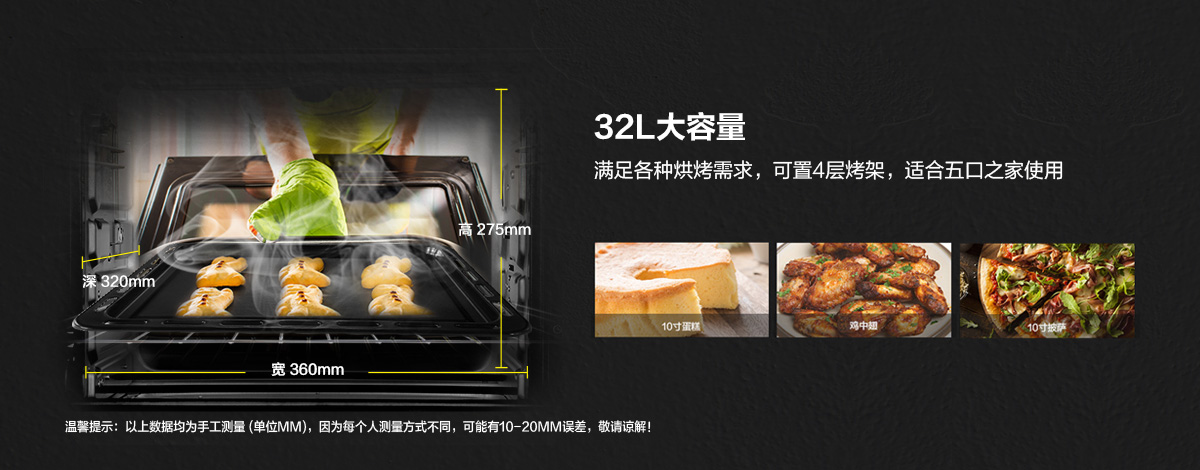 32L大容量
满足各种烘烤需求，可置4层烤架，适合五口之家使用
高 275mm
深 320mm
宽 360mm
10寸蛋糕
鸡中翅
10寸披萨
温馨提示：以上数据均为手工测量 (单位MM)，因为每个人测量方式不同，可能有10-20MM误差，敬请谅解！